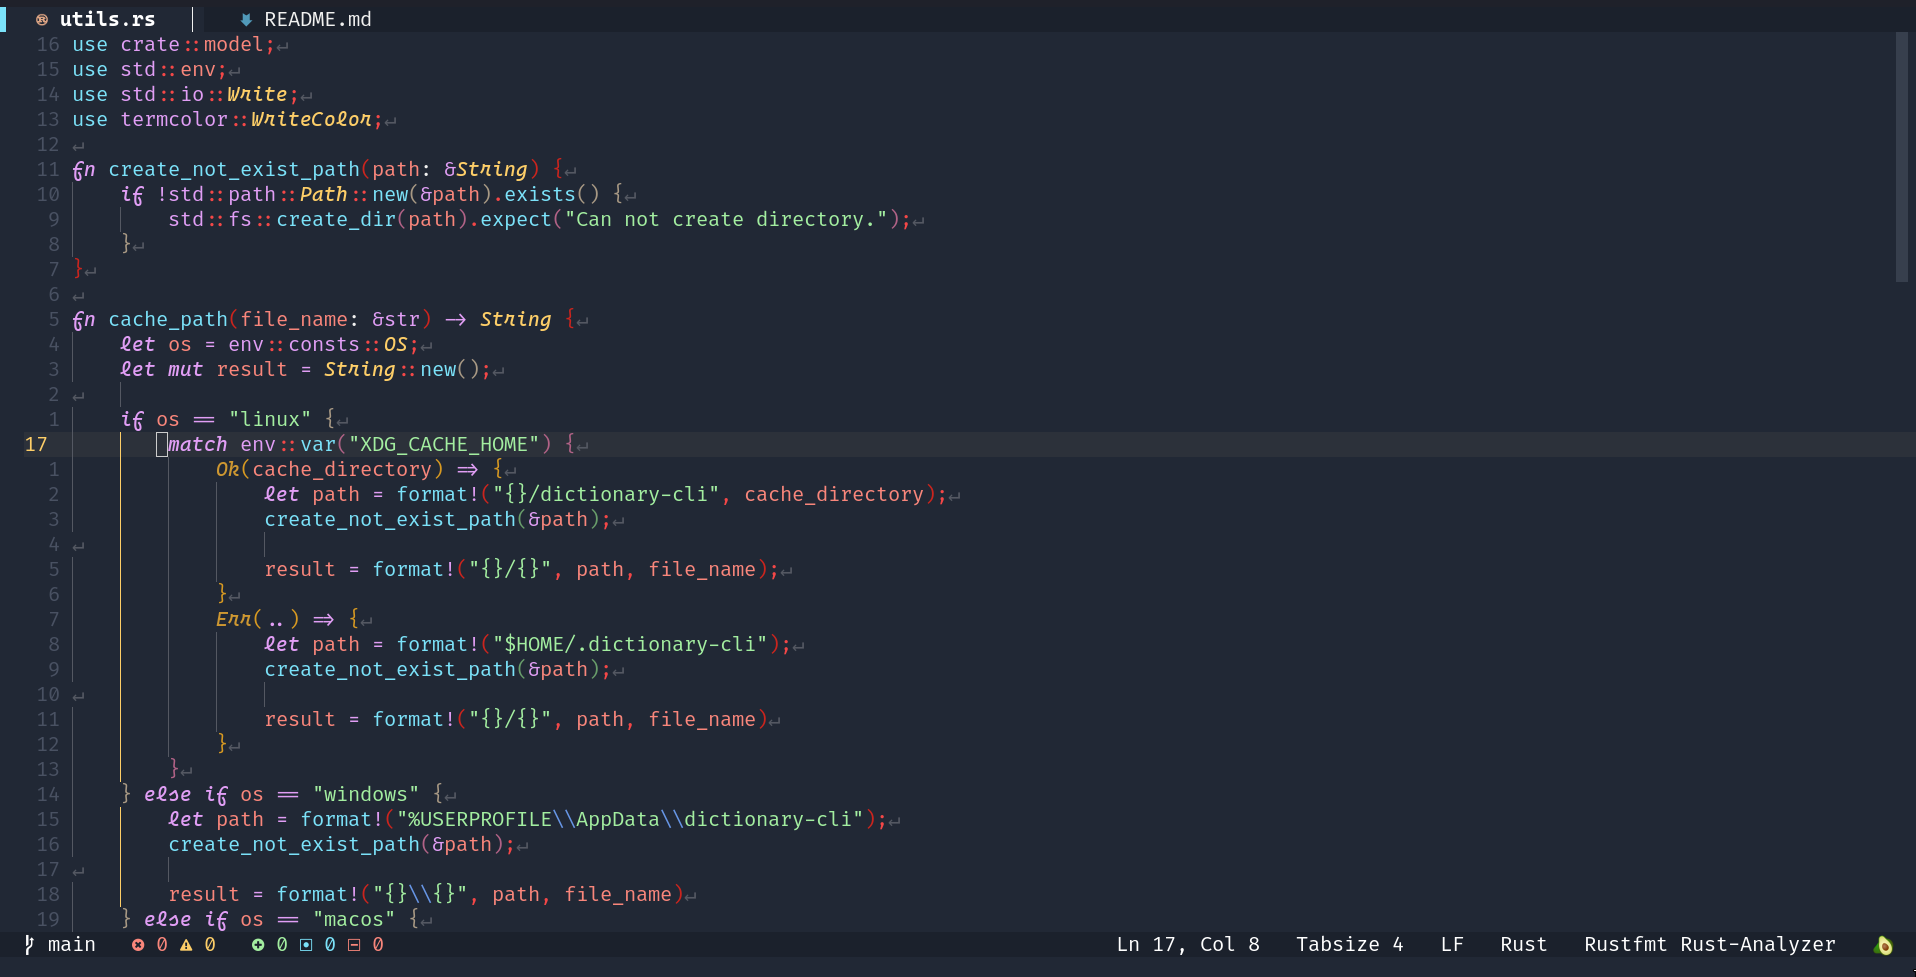 utils.rs README.md
16 use crate::model;↵
15 use std::env;↵
14 use std::io::Write;↵
13 use termcolor::WriteColor;↵
12 ↵
11 fn create_not_exist_path(path: &String) {↵
10     if !std::path::Path::new(&path).exists() {↵
9         std::fs::create_dir(path).expect("Can not create directory.");↵
8     }↵
7 }↵
6 ↵
5 fn cache_path(file_name: &str) -> String {↵
4     let os = env::consts::OS;↵
3     let mut result = String::new();↵
2 ↵
1     if os == "linux" {↵
17         match env::var("XDG_CACHE_HOME") {↵
1             Ok(cache_directory) => {↵
2                 let path = format!("{}/dictionary-cli", cache_directory);↵
3                 create_not_exist_path(&path);↵
4 ↵
5                 result = format!("{}/{}", path, file_name);↵
6             }↵
7             Err(..) => {↵
8                 let path = format!("$HOME/.dictionary-cli");↵
9                 create_not_exist_path(&path);↵
10 ↵
11                 result = format!("{}/{}", path, file_name)↵
12             }↵
13         }↵
14     } else if os == "windows" {↵
15         let path = format!("%USERPROFILE\\AppData\\dictionary-cli");↵
16         create_not_exist_path(&path);↵
17 ↵
18         result = format!("{}\\{}", path, file_name)↵
19     } else if os == "macos" {↵
main 0 0 0 0 0 Ln 17, Col 8 Tabsize 4 LF Rust Rustfmt Rust-Analyzer